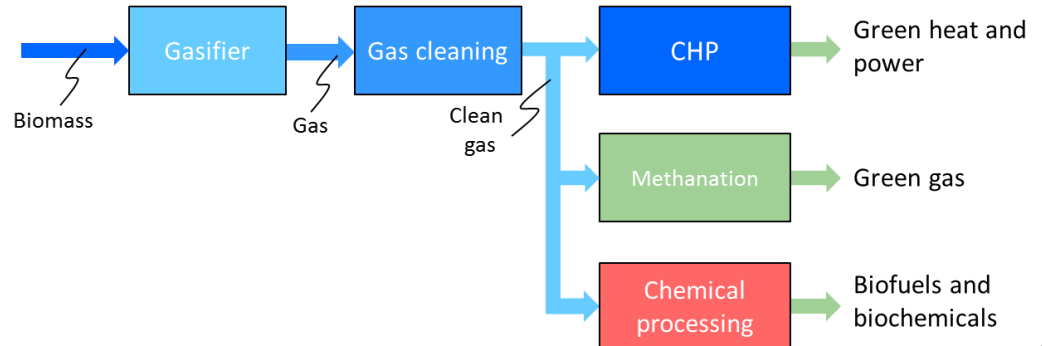 Gasifier
Gas cleaning
CHP
Green heat and
power
Biomass
Gas
Clean
gas
Methanation
Green gas
Chemical
processing
Biofuels and
biochemicals